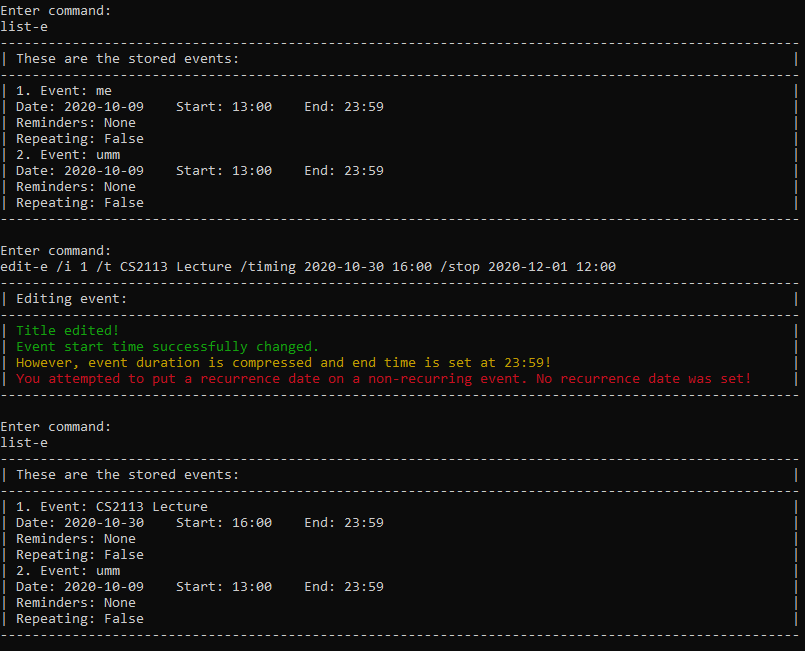 Enter command:
list-e
----------------------------------------------------------------------------------------------------
| These are the stored events: |
----------------------------------------------------------------------------------------------------
| 1. Event: me |
| Date: 2020-10-09    Start: 13:00    End: 23:59 |
| Reminders: None |
| Repeating: False |
| 2. Event: umm |
| Date: 2020-10-09    Start: 13:00    End: 23:59 |
| Reminders: None |
| Repeating: False |
----------------------------------------------------------------------------------------------------
Enter command:
edit-e /i 1 /t CS2113 Lecture /timing 2020-10-30 16:00 /stop 2020-12-01 12:00
----------------------------------------------------------------------------------------------------
| Editing event: |
----------------------------------------------------------------------------------------------------
| Title edited! |
| Event start time successfully changed. |
| However, event duration is compressed and end time is set at 23:59! |
| You attempted to put a recurrence date on a non-recurring event. No recurrence date was set! |
----------------------------------------------------------------------------------------------------
Enter command:
list-e
----------------------------------------------------------------------------------------------------
| These are the stored events: |
----------------------------------------------------------------------------------------------------
| 1. Event: CS2113 Lecture |
| Date: 2020-10-30    Start: 16:00    End: 23:59 |
| Reminders: None |
| Repeating: False |
| 2. Event: umm |
| Date: 2020-10-09    Start: 13:00    End: 23:59 |
| Reminders: None |
| Repeating: False |
----------------------------------------------------------------------------------------------------